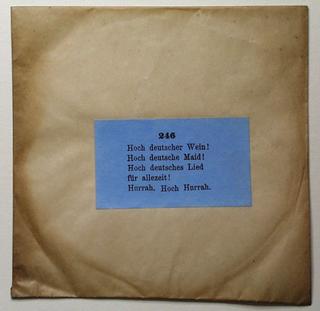 246
Hoch deutscher Wein!
Hoch deutsche Maid!
Hoch deutsches Lied
für allezeit!
Hurrah, Hoch Hurrah.